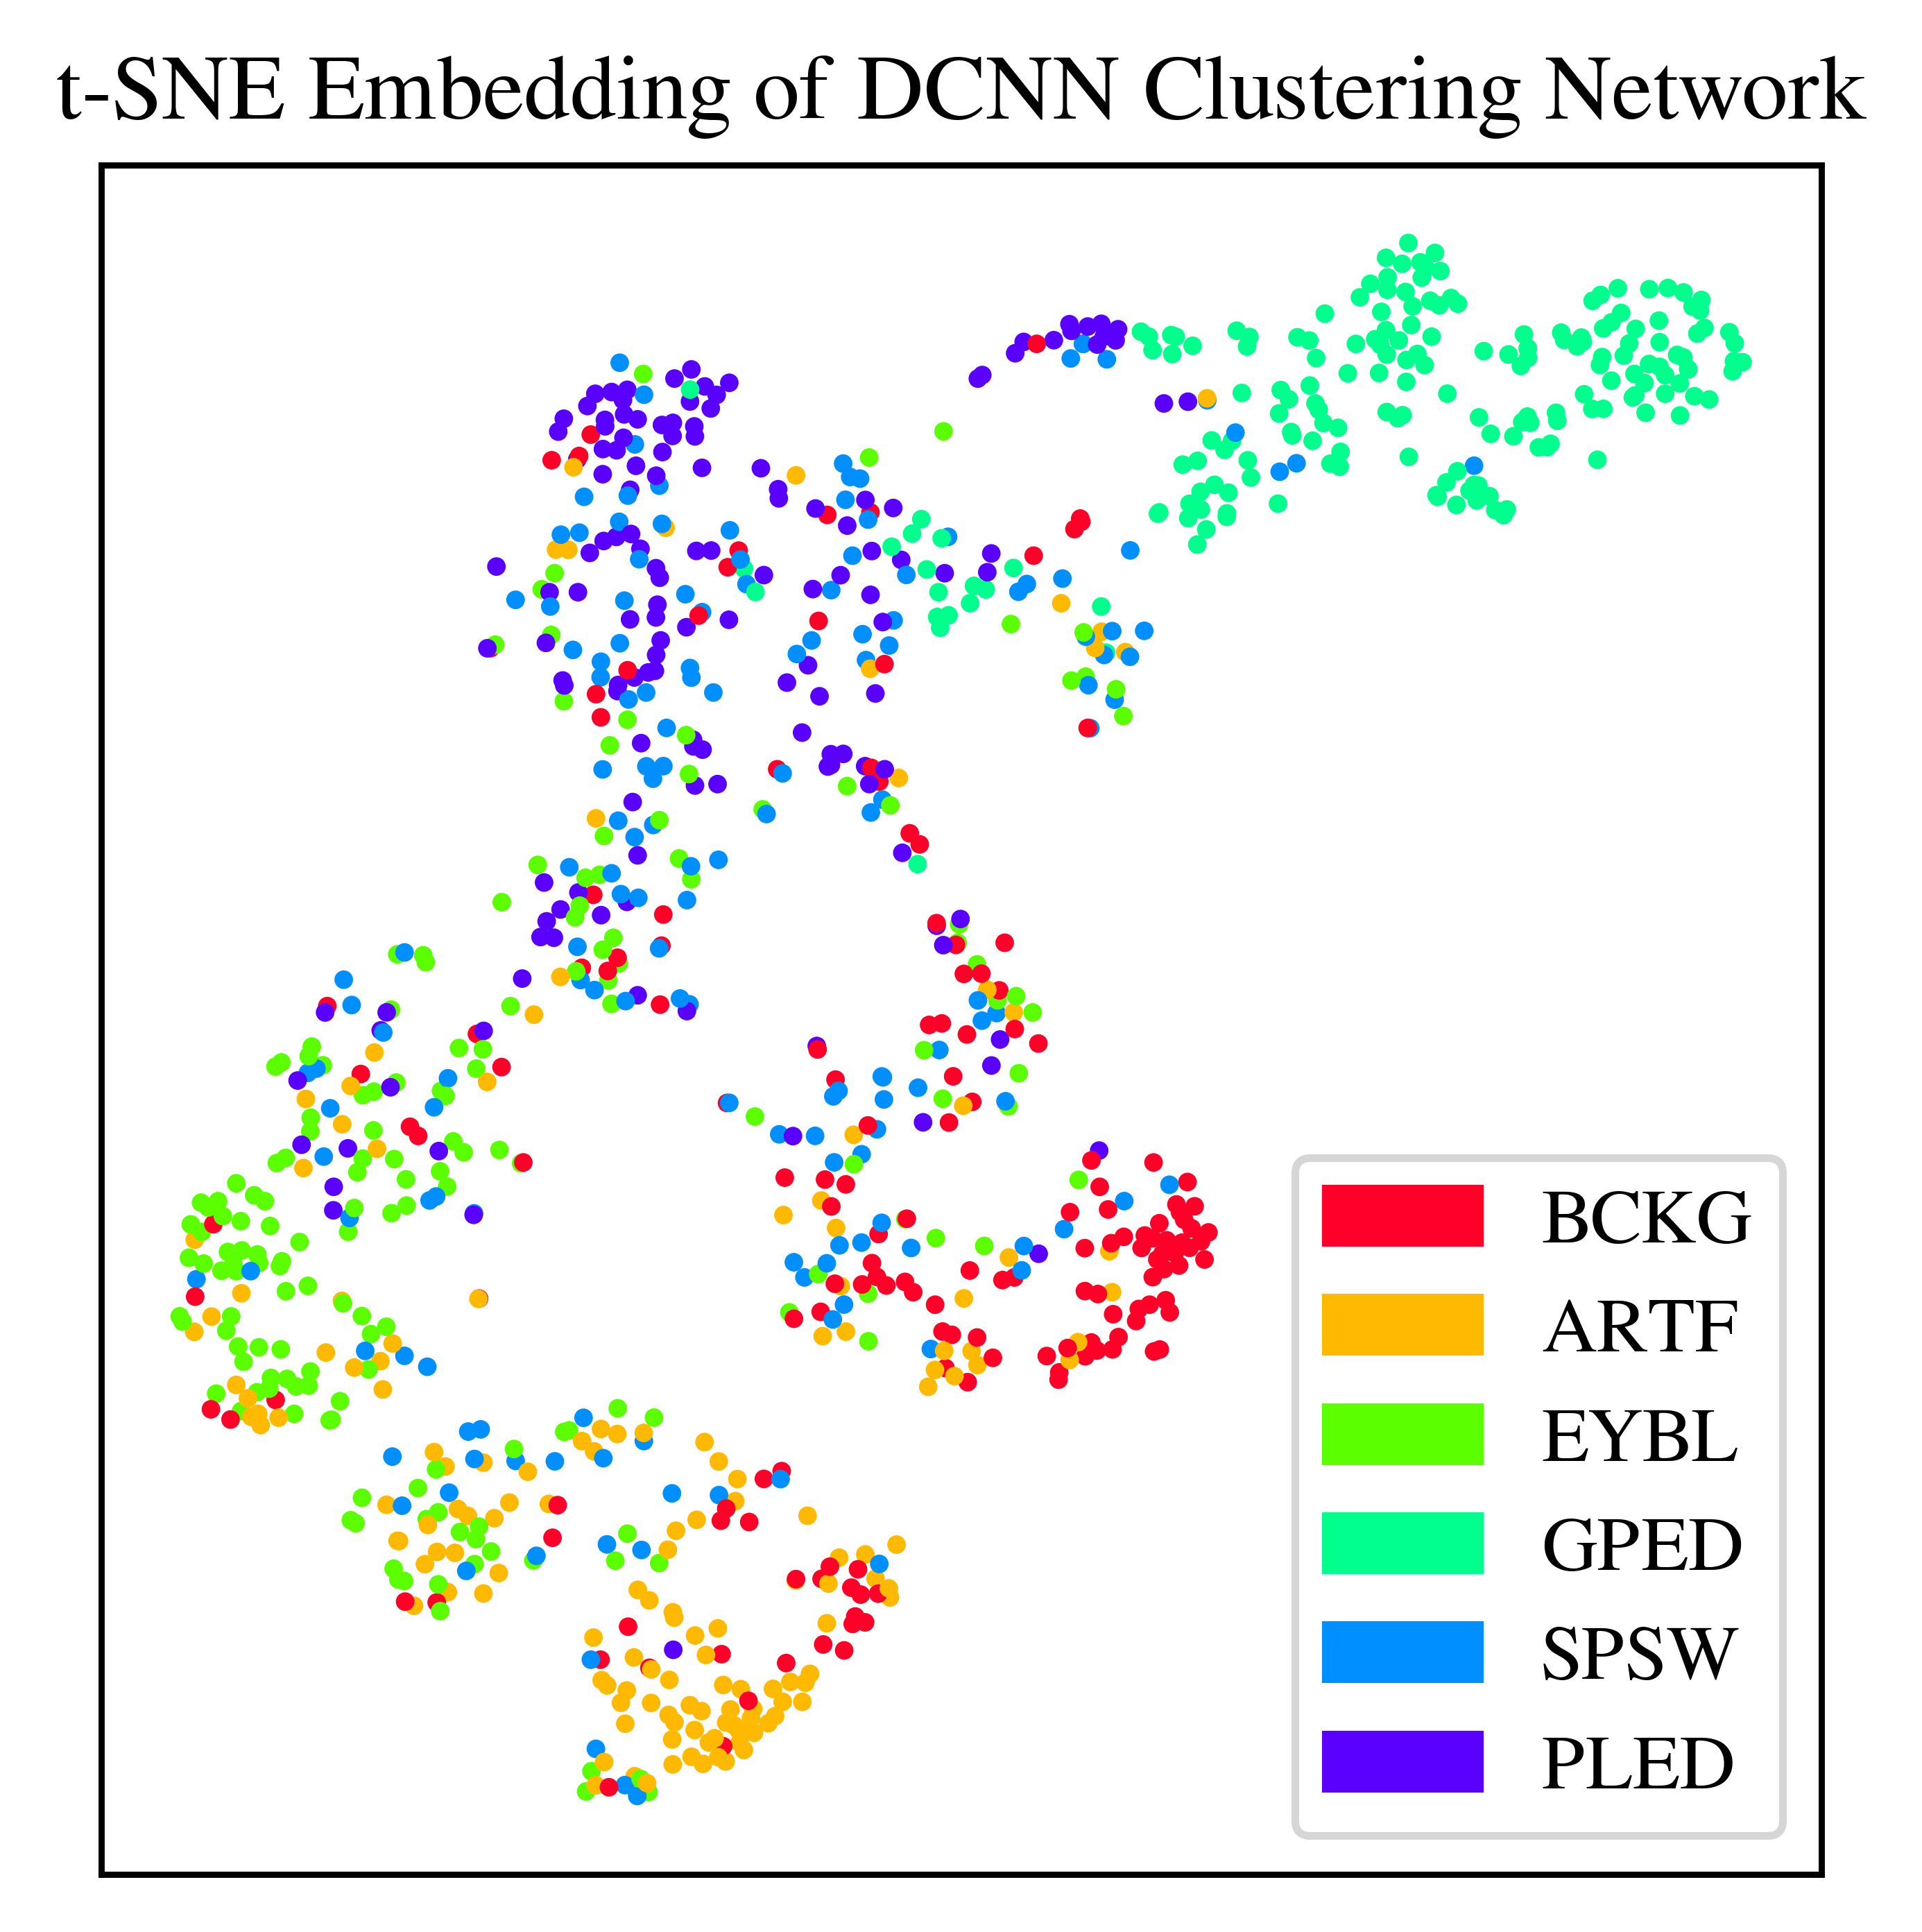 t-SNE Embedding of DCNN Clustering Network
BCKG
ARTF
EYBL
GPED
SPSW
PLED